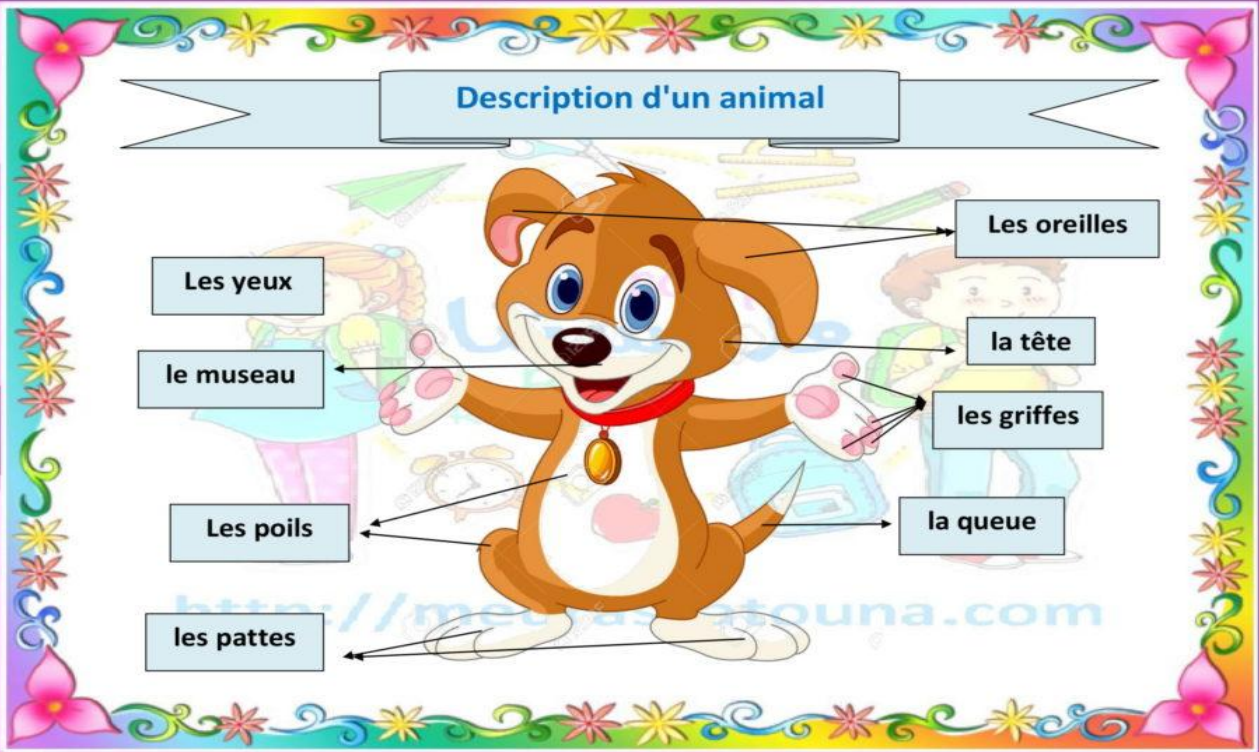 Description d'un animal
Les oreilles
Les yeux
la tête
le museau
les griffes
Les poils
la queue
les pattes